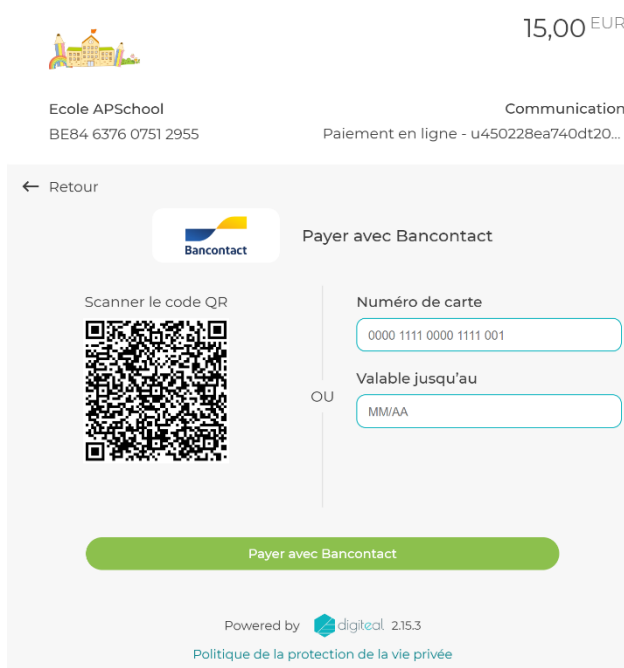 15,00 EUR
Ecole APSchool
Communication
BE84 6376 0751 2955
Paiement en ligne - u450228ea740dt20...
← Retour
Bancontact
Payer avec Bancontact
Scanner le code QR
Numéro de carte
0000 1111 0000 1111 001
Valable jusqu'au
OU
MM/AA
Payer avec Bancontact
Powered by digiteal 2.15.3
Politique de la protection de la vie privée